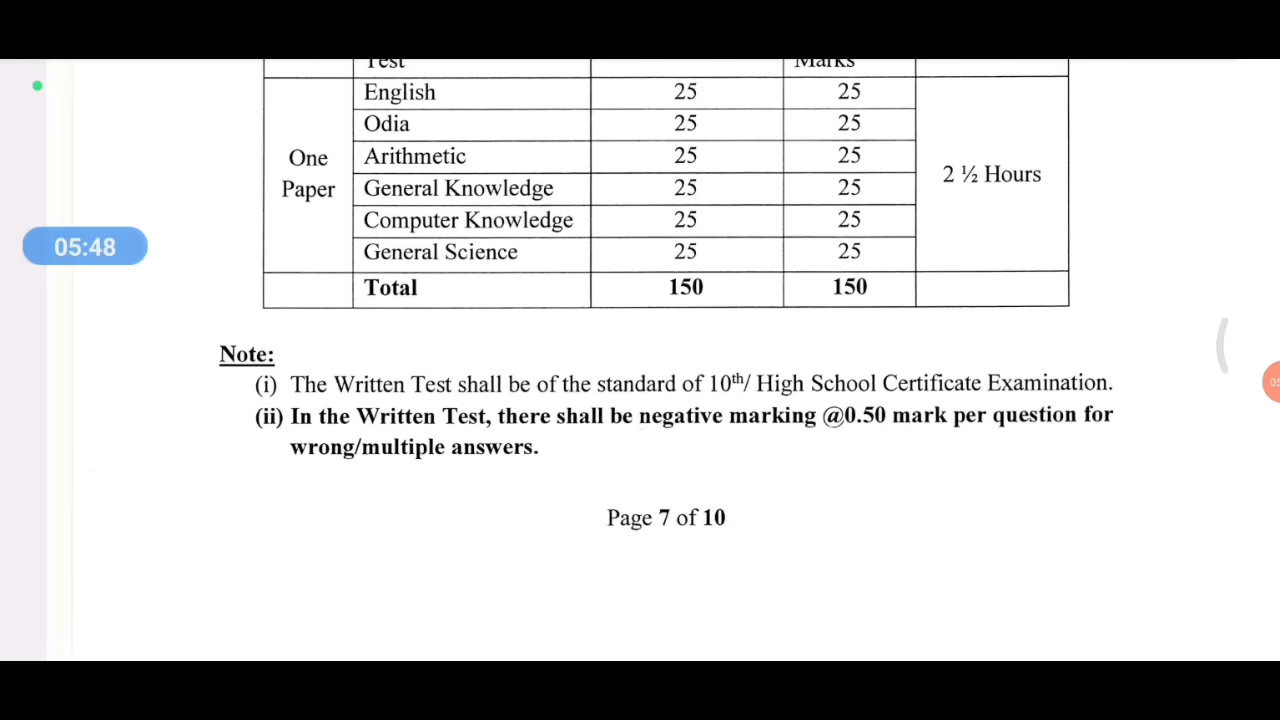 Test Marks
English 25 25
Odia 25 25
One Arithmetic 25 25
2 ½ Hours
Paper General Knowledge 25 25
Computer Knowledge 25 25
05:48
General Science 25 25
Total 150 150
Note:
(i) The Written Test shall be of the standard of 10th/ High School Certificate Examination.
(ii) In the Written Test, there shall be negative marking @0.50 mark per question for
wrong/multiple answers.
Page 7 of 10